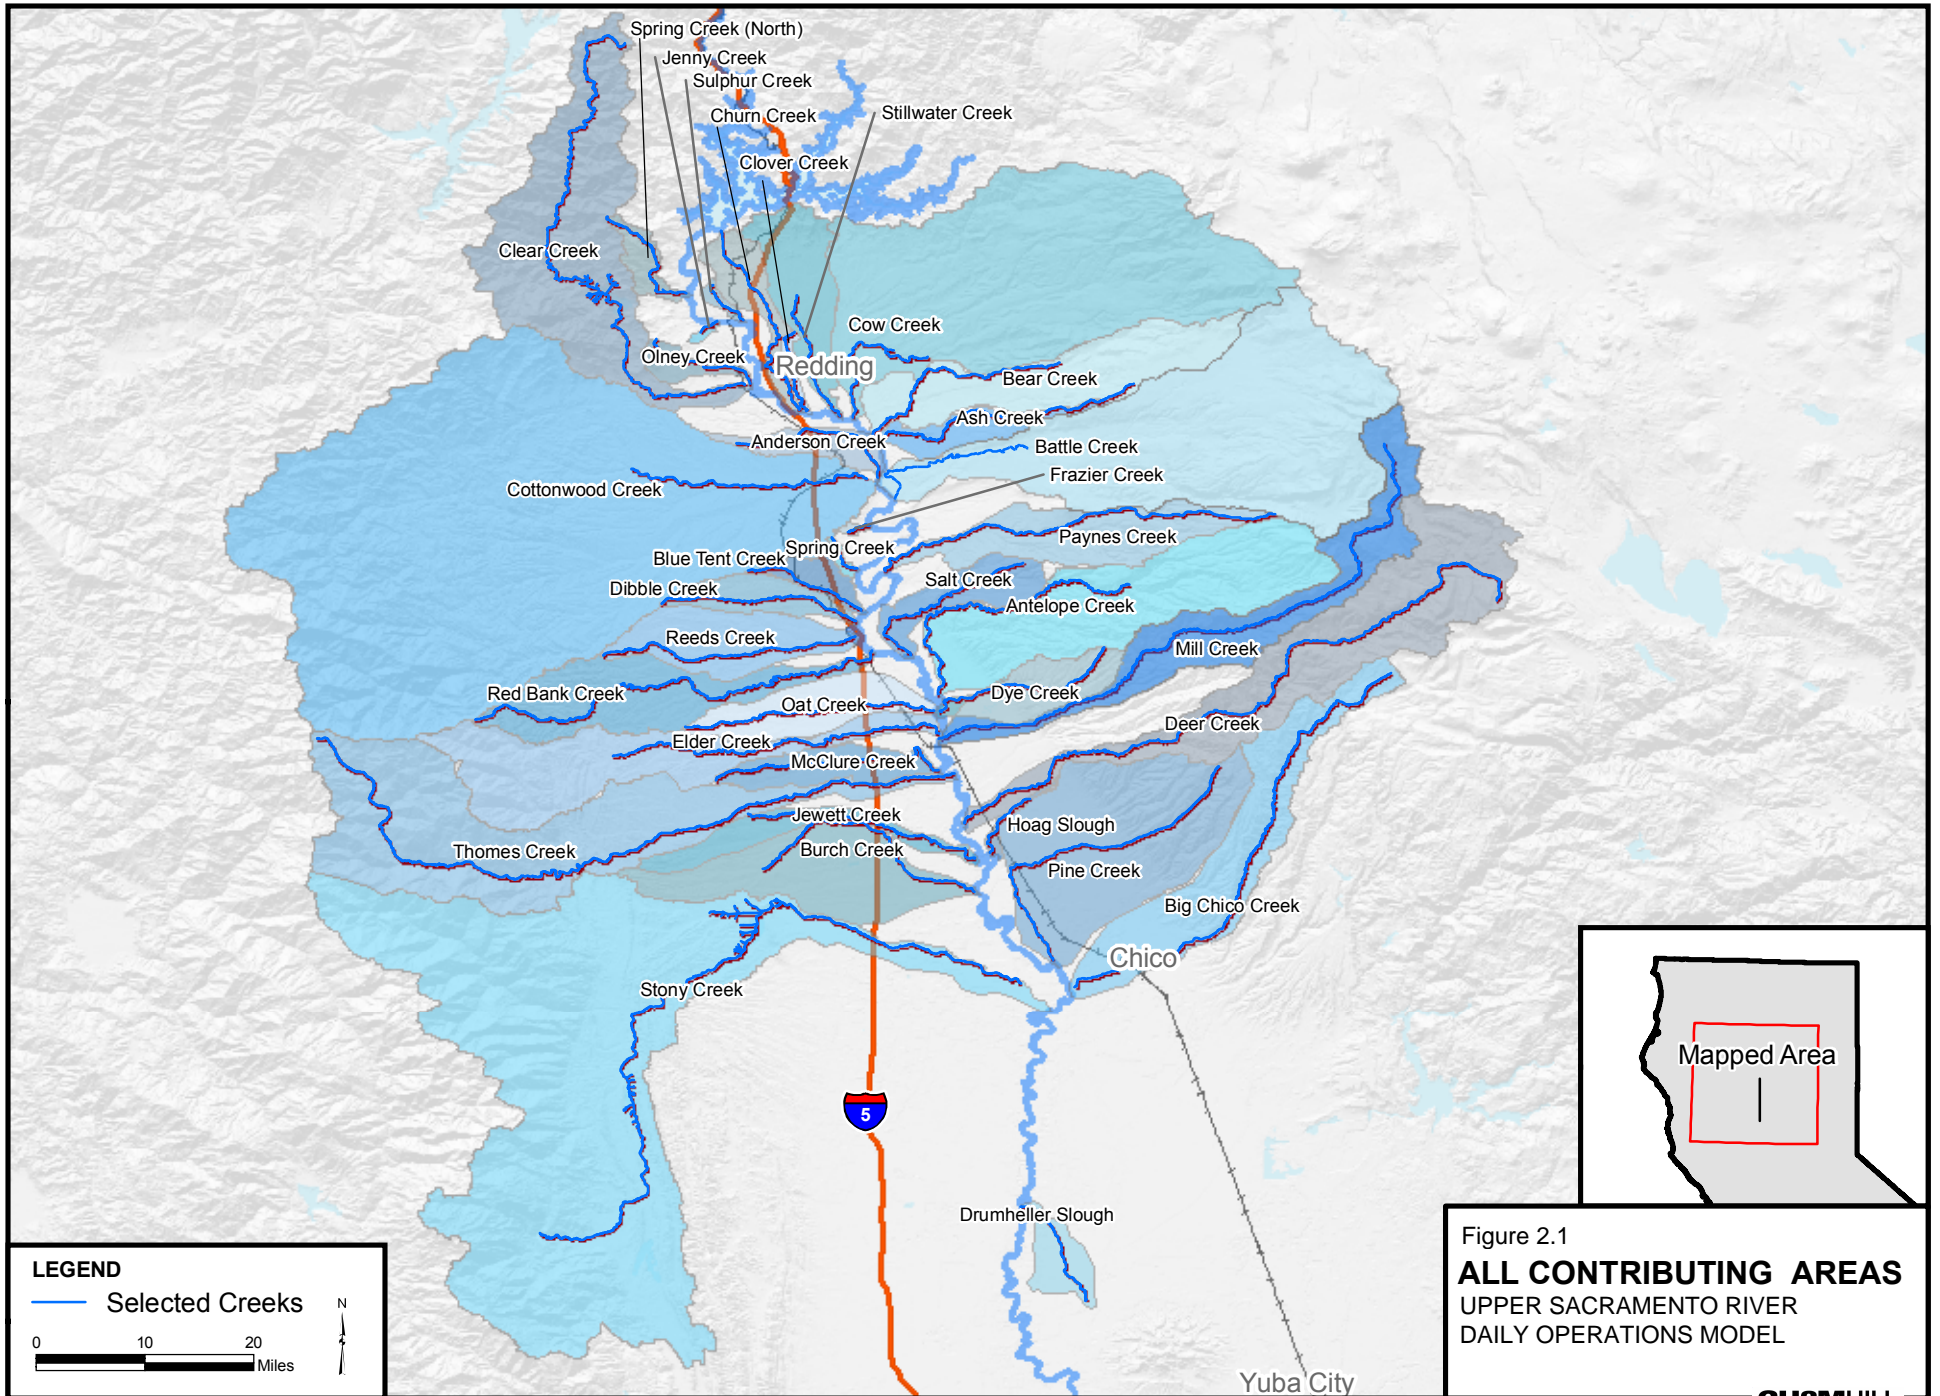 Spring Creek (North)
Jenny Creek
Sulphur Creek
Churn Creek
Stillwater Creek
Clover Creek
Clear Creek
Cow Creek
Olney Creek
Redding
Bear Creek
Ash Creek
Anderson Creek
Battle Creek
Frazier Creek
Cottonwood Creek
Paynes Creek
Spring Creek
Blue Tent Creek
Salt Creek
Dibble Creek
Antelope Creek
Reeds Creek
Mill Creek
Red Bank Creek
Dye Creek
Oat Creek
Deer Creek
Elder Creek
McClure Creek
Jewett Creek
Hoag Slough
Thomes Creek
Burch Creek
Pine Creek
Big Chico Creek
Chico
Stony Creek
Mapped Area
5
Drumheller Slough
Yuba City
LEGEND
Selected Creeks
N
0 10 20
Miles
Figure 2.1
ALL CONTRIBUTING AREAS
UPPER SACRAMENTO RIVER
DAILY OPERATIONS MODEL